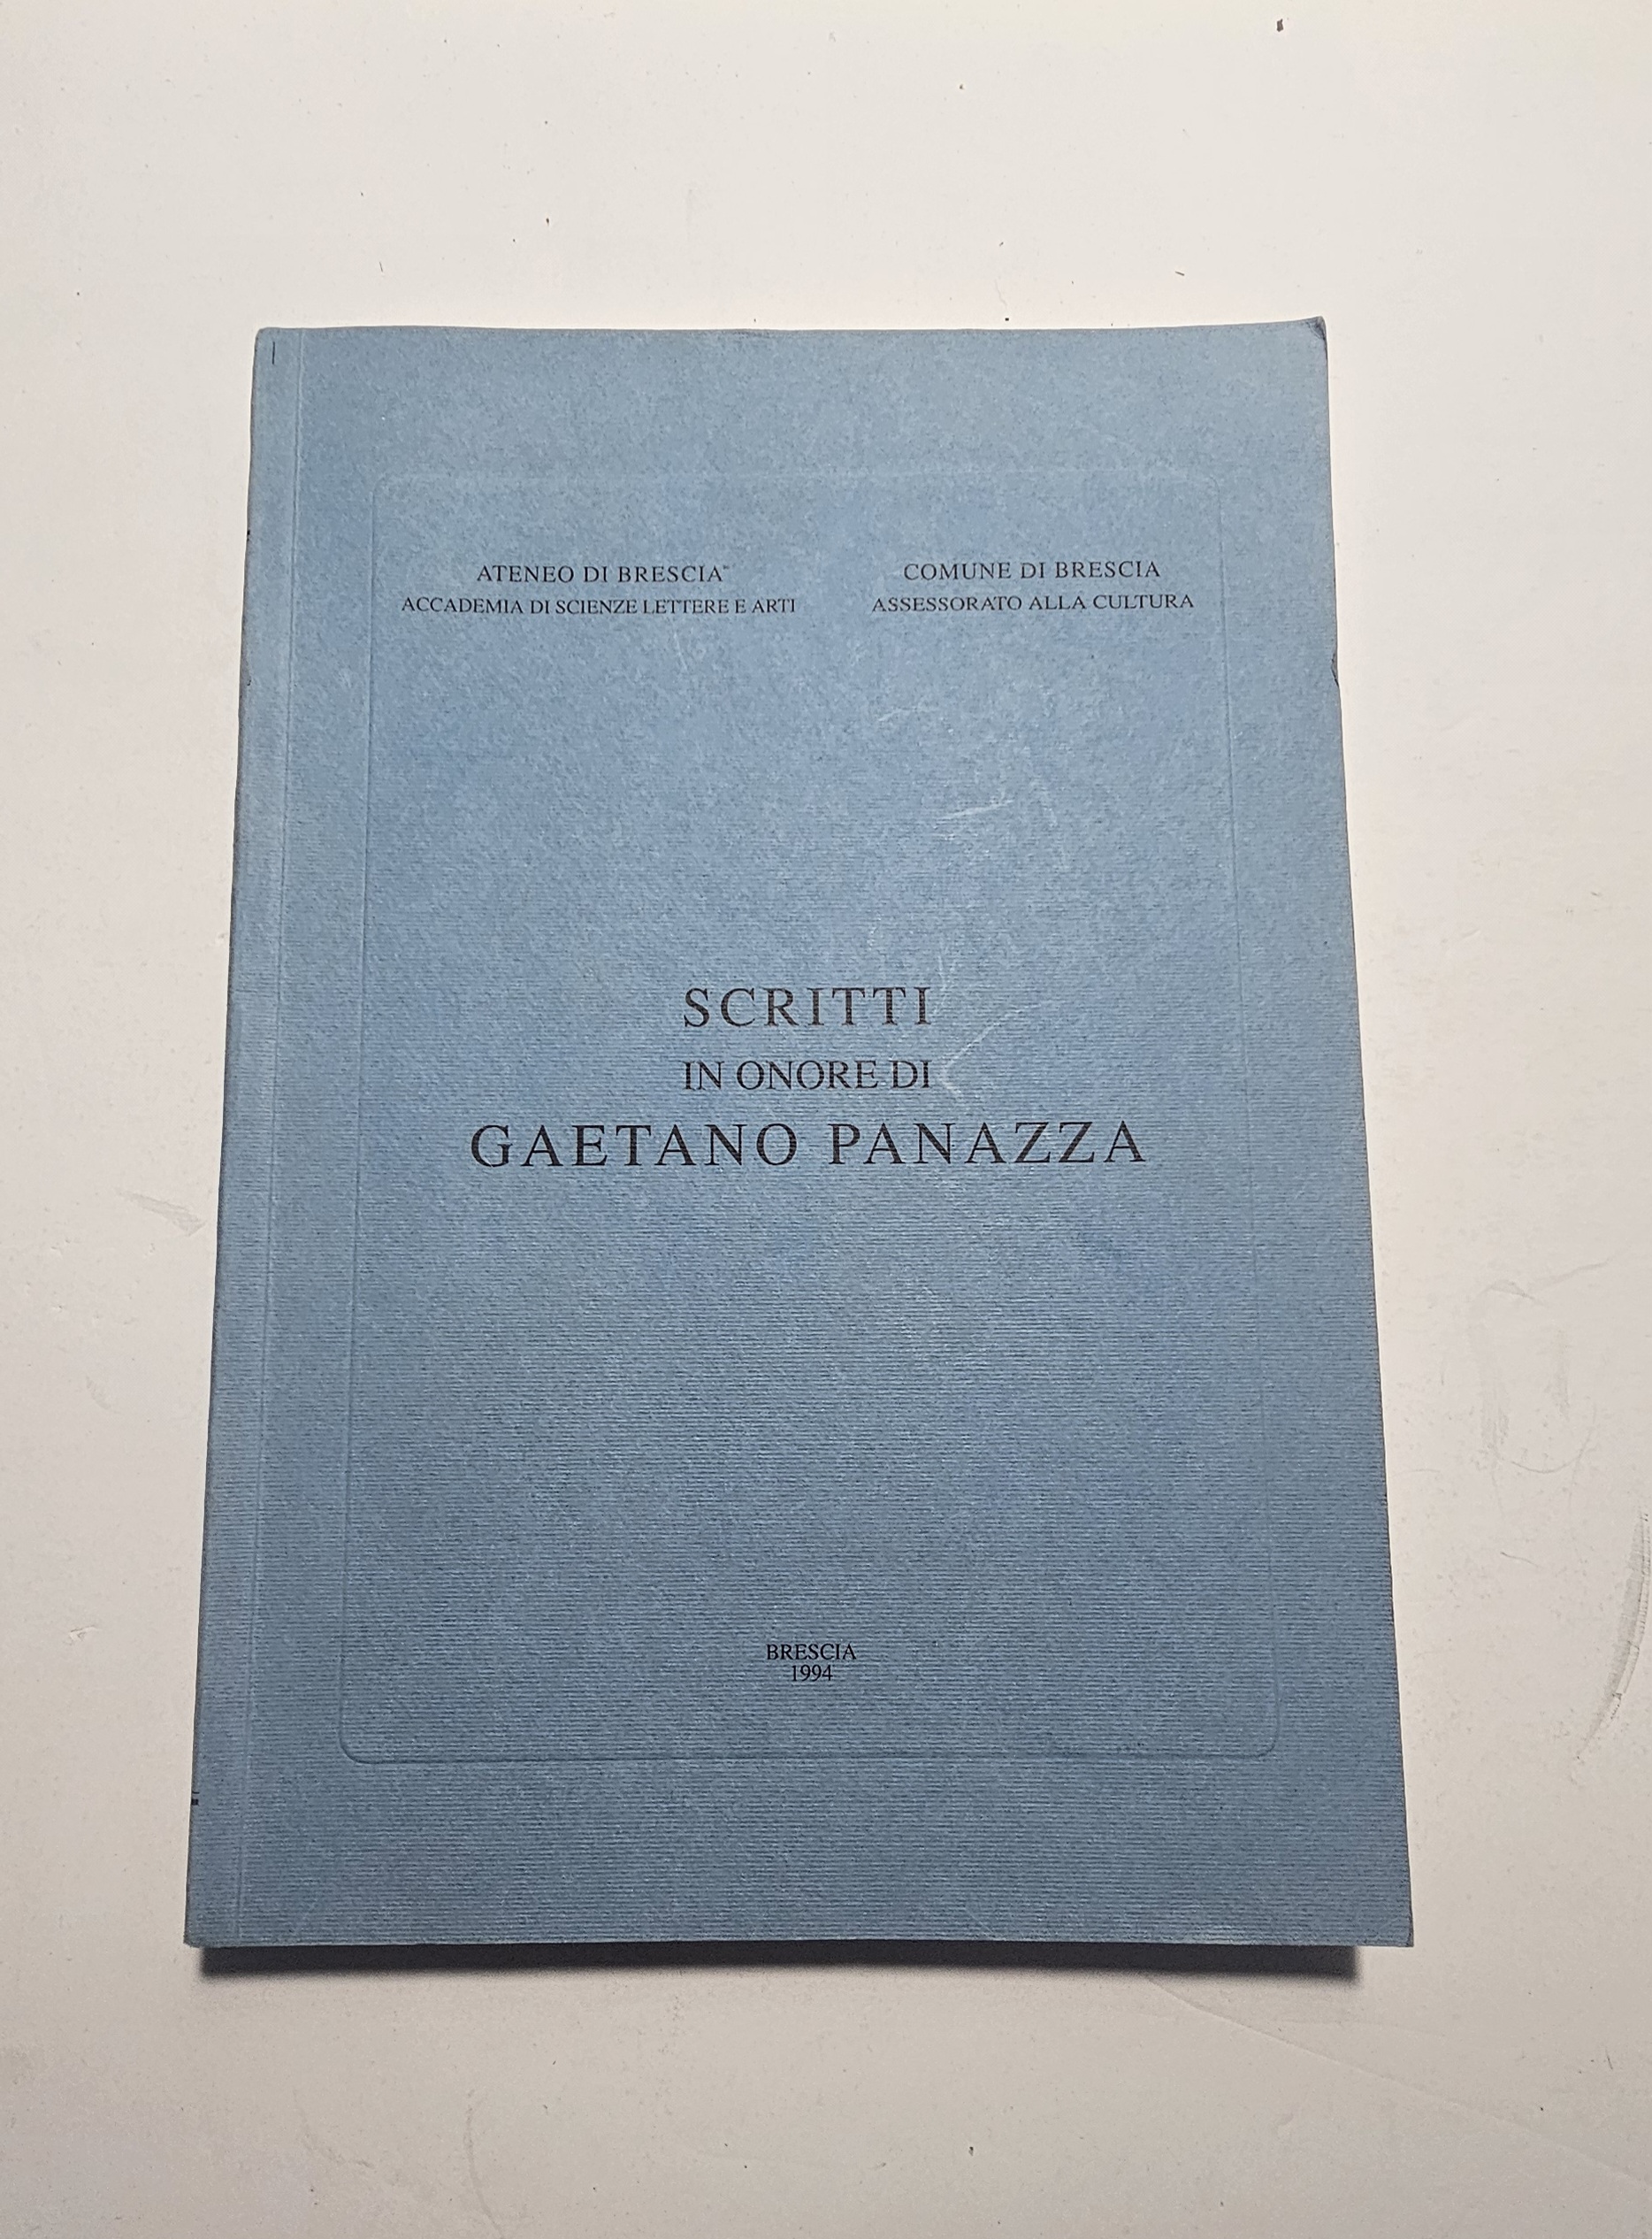 ATENEO DI BRESCIA
ACCADEMIA DI SCIENZE LETTERE E ARTI
COMUNE DI BRESCIA
ASSESSORATO ALLA CULTURA
SCRITTI
IN ONORE DI
GAETANO PANAZZA
BRESCIA
1994